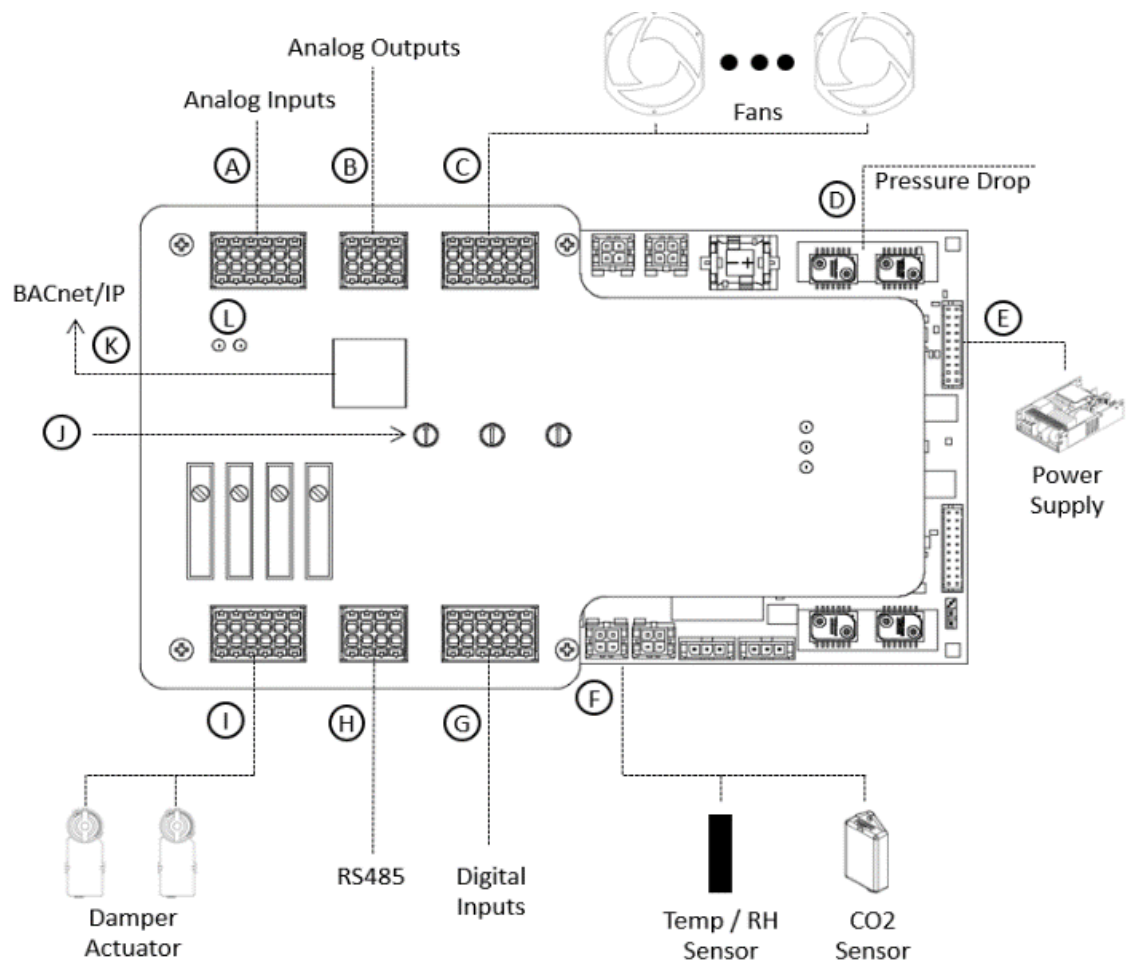 Analog Outputs
Analog Inputs
Fans
A
B
C
D
Pressure Drop
BACnet/IP
K
L
E
J
Power
Supply
I
H
G
F
RS485
Digital
Inputs
Damper
Actuator
Temp / RH
Sensor
CO2
Sensor